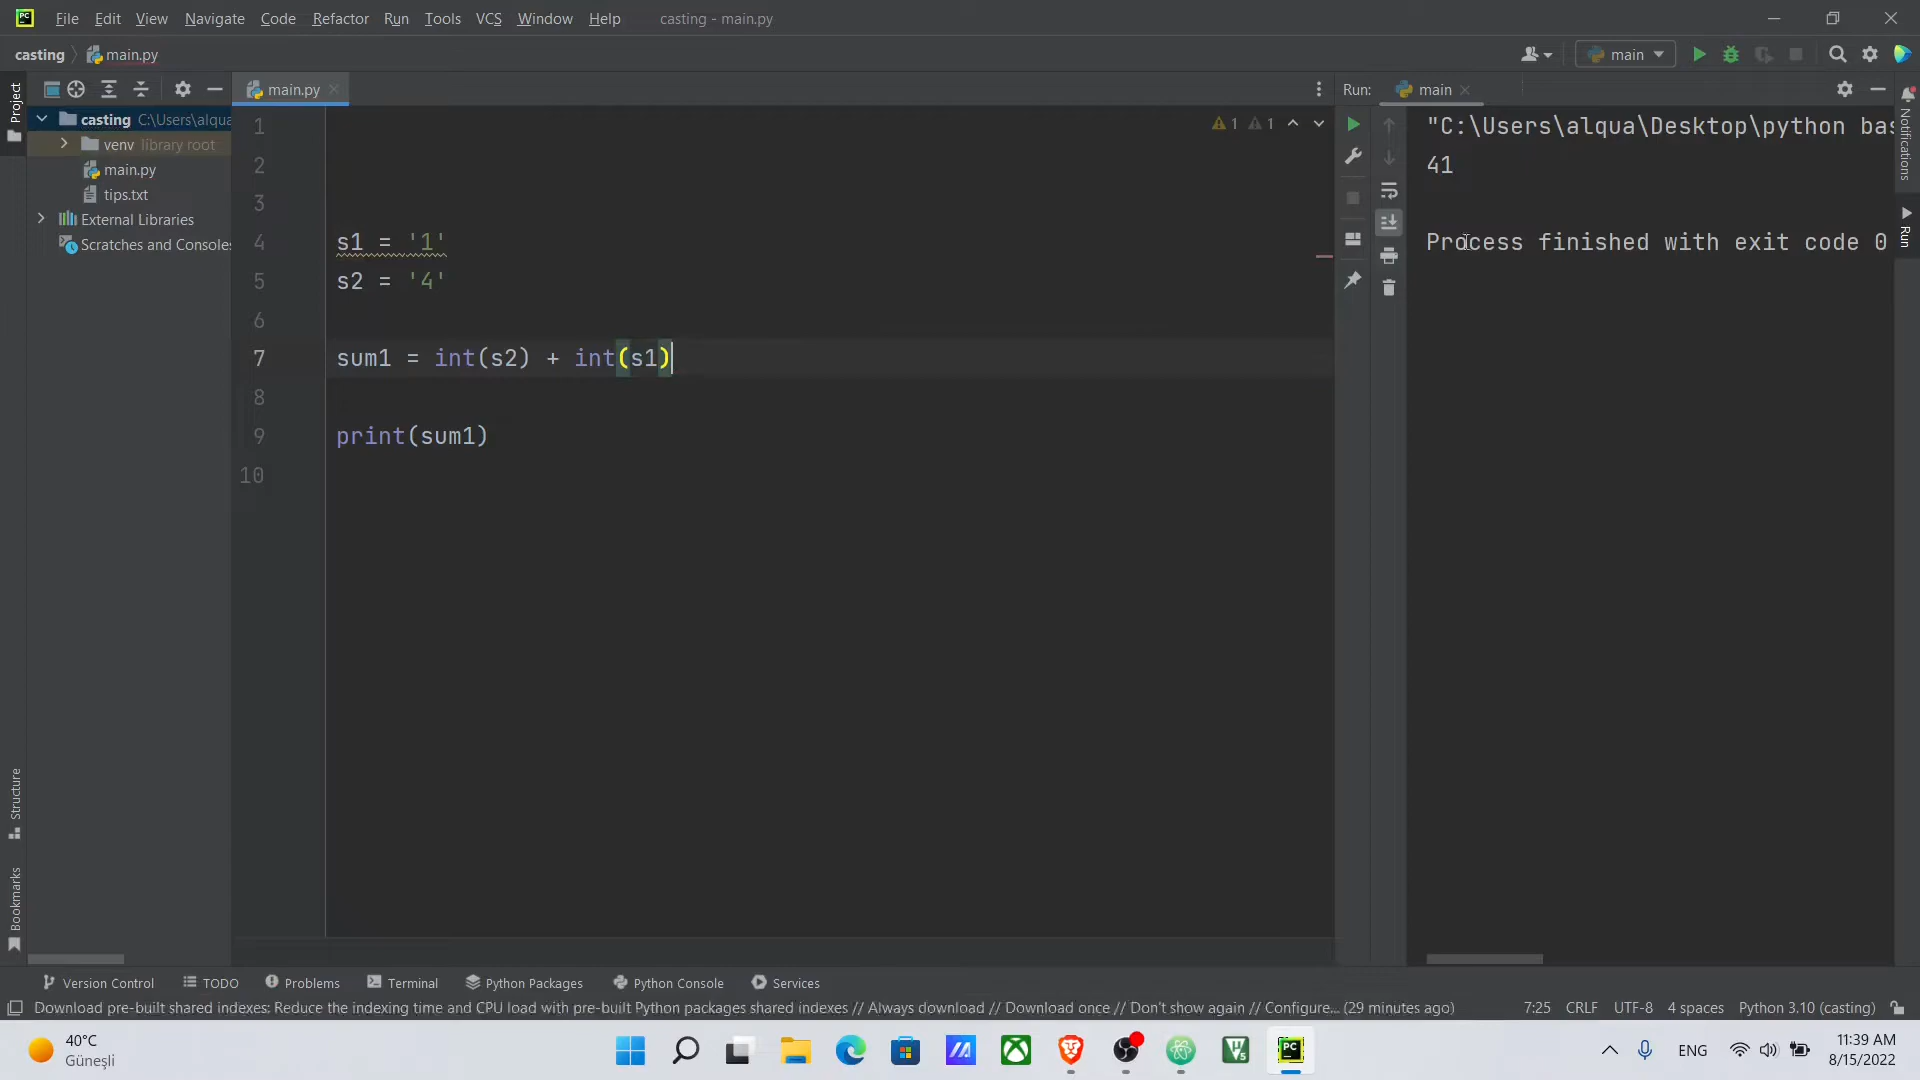 PC File Edit View Navigate Code Refactor Run Tools VCS Window Help casting - main.py
casting main.py main
Project main.py Run: main
casting C:\Users\alqua
venv library root
main.py
tips.txt
External Libraries
Scratches and Consoles
1
2
3
4 s1 = '1'
5 s2 = '4'
6
7 sum1 = int(s2) + int(s1)
8
9 print(sum1)
10
1 1
"C:\Users\alqua\Desktop\python bas
41
Process finished with exit code 0
Notifications
Run
Structure
Bookmarks
Version Control TODO Problems Terminal Python Packages Python Console Services
Download pre-built shared indexes: Reduce the indexing time and CPU load with pre-built Python packages shared indexes // Always download // Download once // Don't show again // Configure... (29 minutes ago) 7:25 CRLF UTF-8 4 spaces Python 3.10 (casting)
40°C
Güneşli
PC
ENG
11:39 AM
8/15/2022